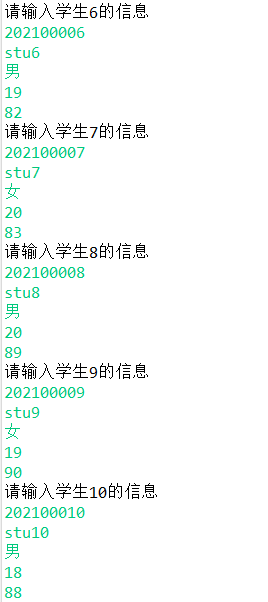 请输入学生6的信息
202100006
stu6
男
19
82
请输入学生7的信息
202100007
stu7
女
20
83
请输入学生8的信息
202100008
stu8
男
20
89
请输入学生9的信息
202100009
stu9
女
19
90
请输入学生10的信息
202100010
stu10
男
18
88